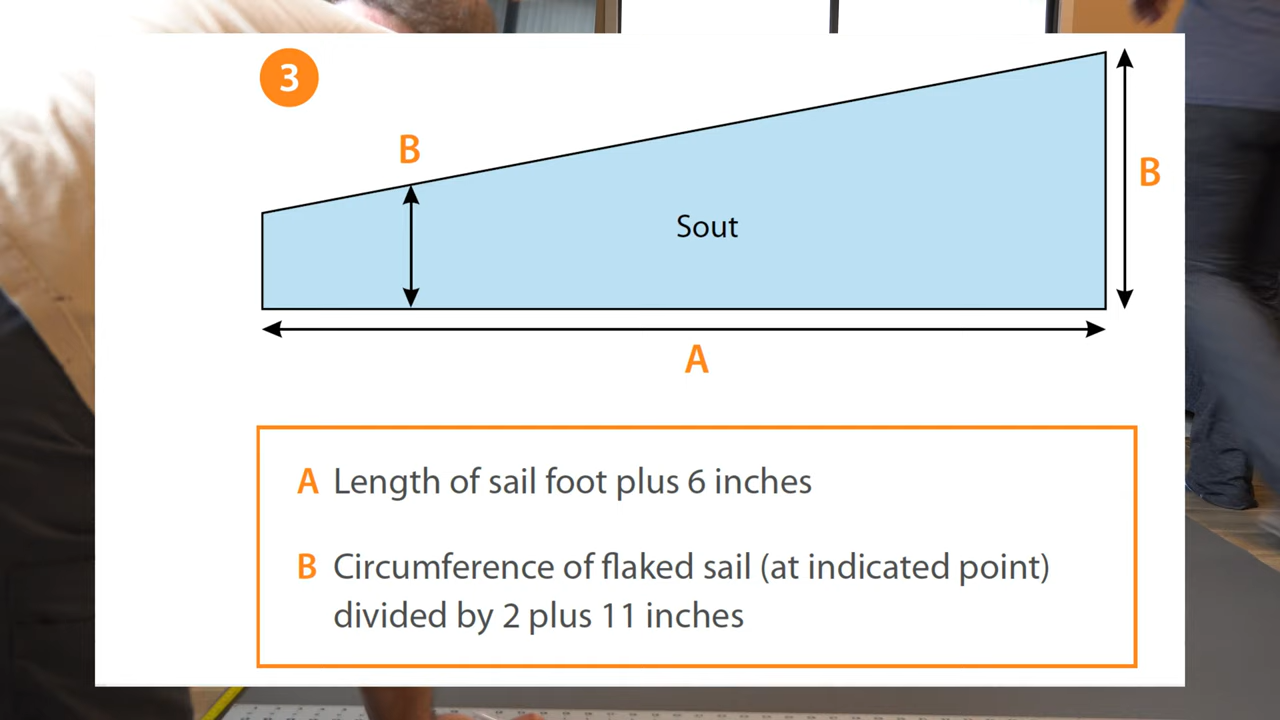 3
B
B
Sout
A
A Length of sail foot plus 6 inches
B Circumference of flaked sail (at indicated point)
divided by 2 plus 11 inches